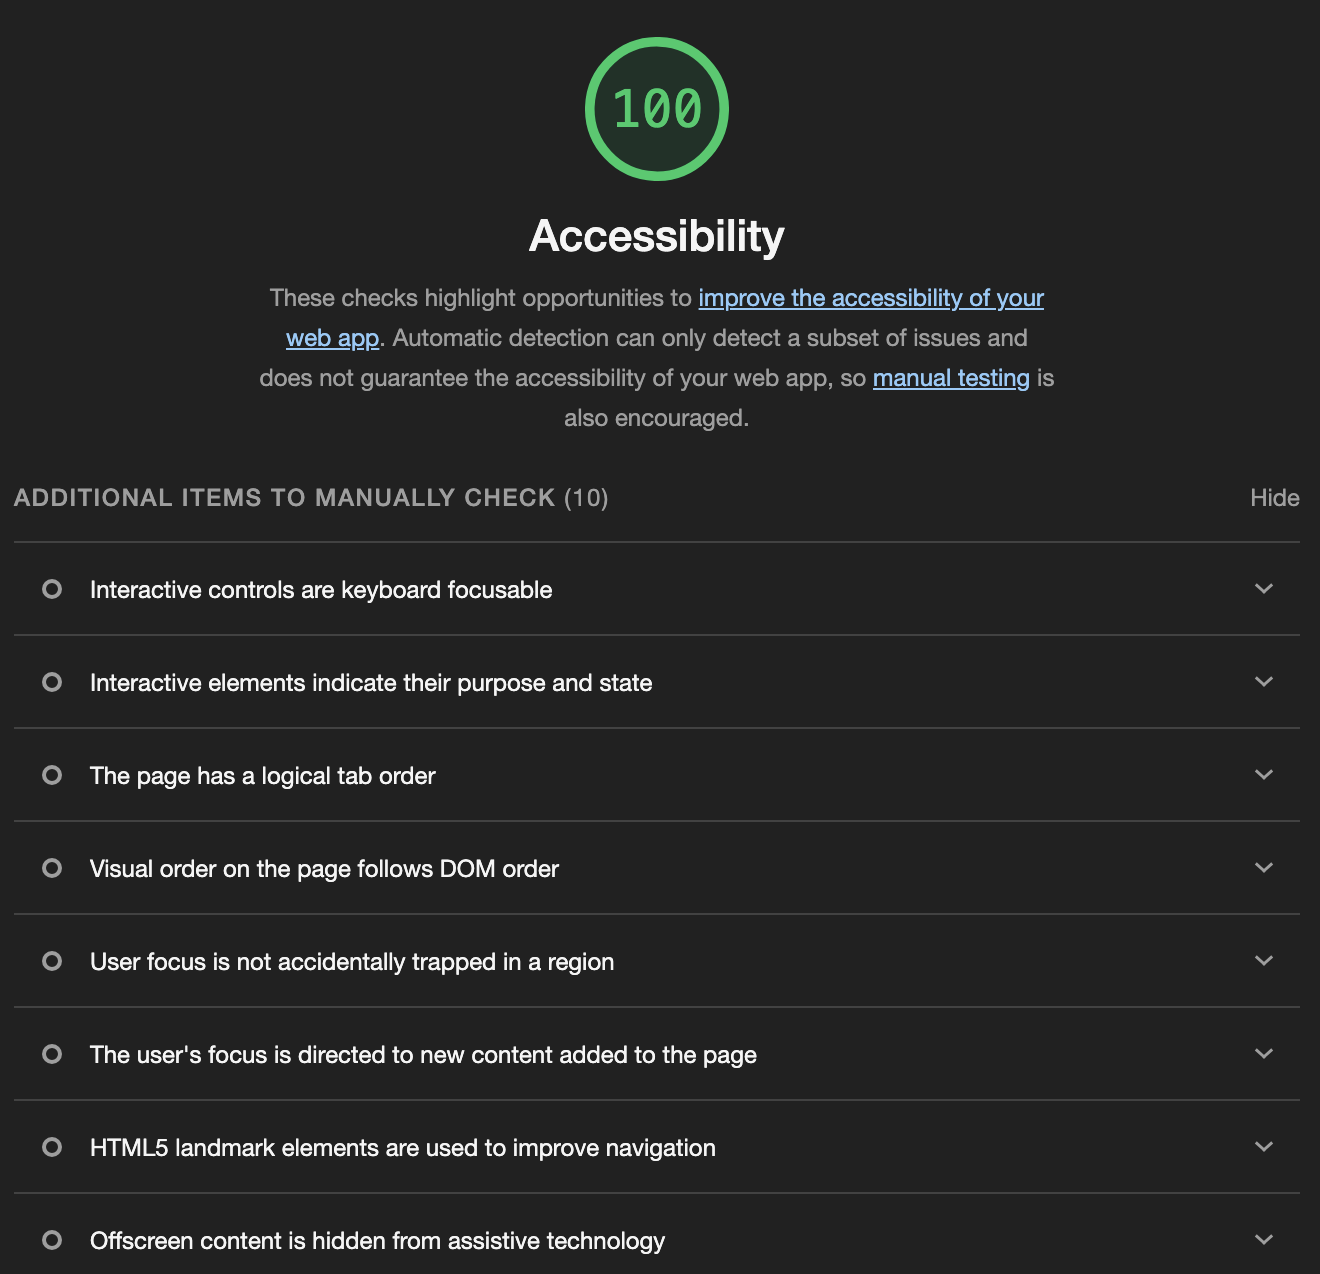 100
Accessibility
These checks highlight opportunities to improve the accessibility of your
web app. Automatic detection can only detect a subset of issues and
does not guarantee the accessibility of your web app, so manual testing is
also encouraged.
ADDITIONAL ITEMS TO MANUALLY CHECK (10) Hide
Interactive controls are keyboard focusable
Interactive elements indicate their purpose and state
The page has a logical tab order
Visual order on the page follows DOM order
User focus is not accidentally trapped in a region
The user's focus is directed to new content added to the page
HTML5 landmark elements are used to improve navigation
Offscreen content is hidden from assistive technology